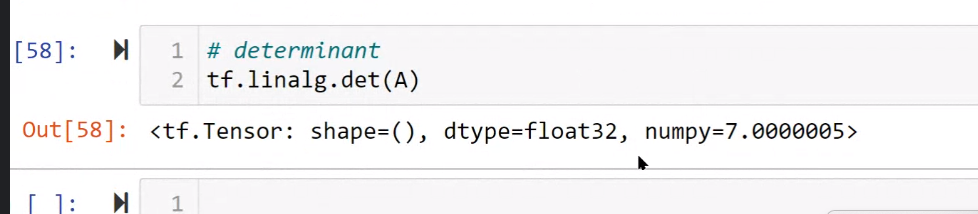 [58]: 1 # determinant
2 tf.linalg.det(A)
Out[58]: <tf.Tensor: shape=(), dtype=float32, numpy=7.0000005>
[ ]: 1